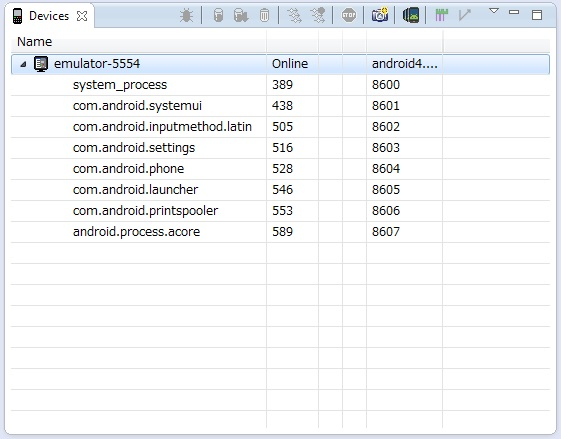 Devices
Name
emulator-5554 Online android4....
system_process 389 8600
com.android.systemui 438 8601
com.android.inputmethod.latin 505 8602
com.android.settings 516 8603
com.android.phone 528 8604
com.android.launcher 546 8605
com.android.printspooler 553 8606
android.process.acore 589 8607